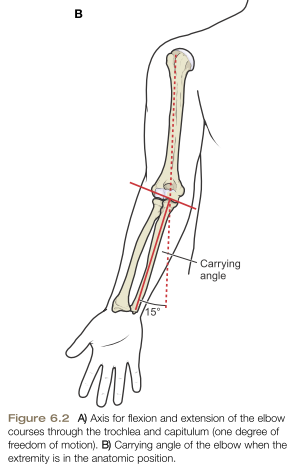 B
Carrying
angle
15°
Figure 6.2 A) Axis for flexion and extension of the elbow
courses through the trochlea and capitulum (one degree of
freedom of motion). B) Carrying angle of the elbow when the
extremity is in the anatomic position.